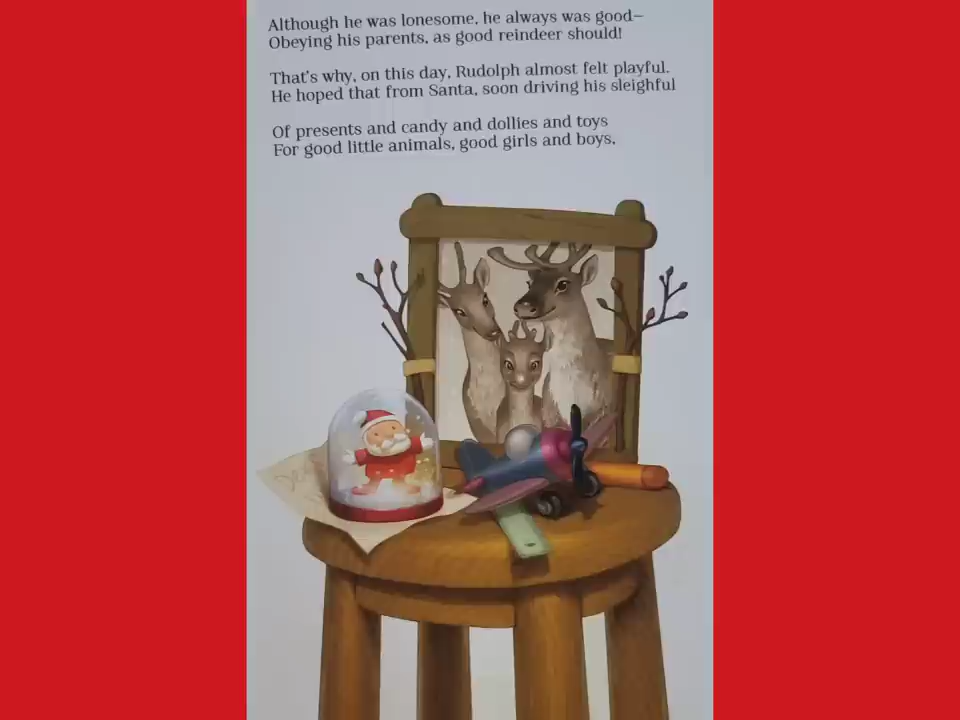 Although he was lonesome, he always was good—
Obeying his parents, as good reindeer should!
That's why, on this day, Rudolph almost felt playful.
He hoped that from Santa, soon driving his sleighful
Of presents and candy and dollies and toys
For good little animals, good girls and boys,